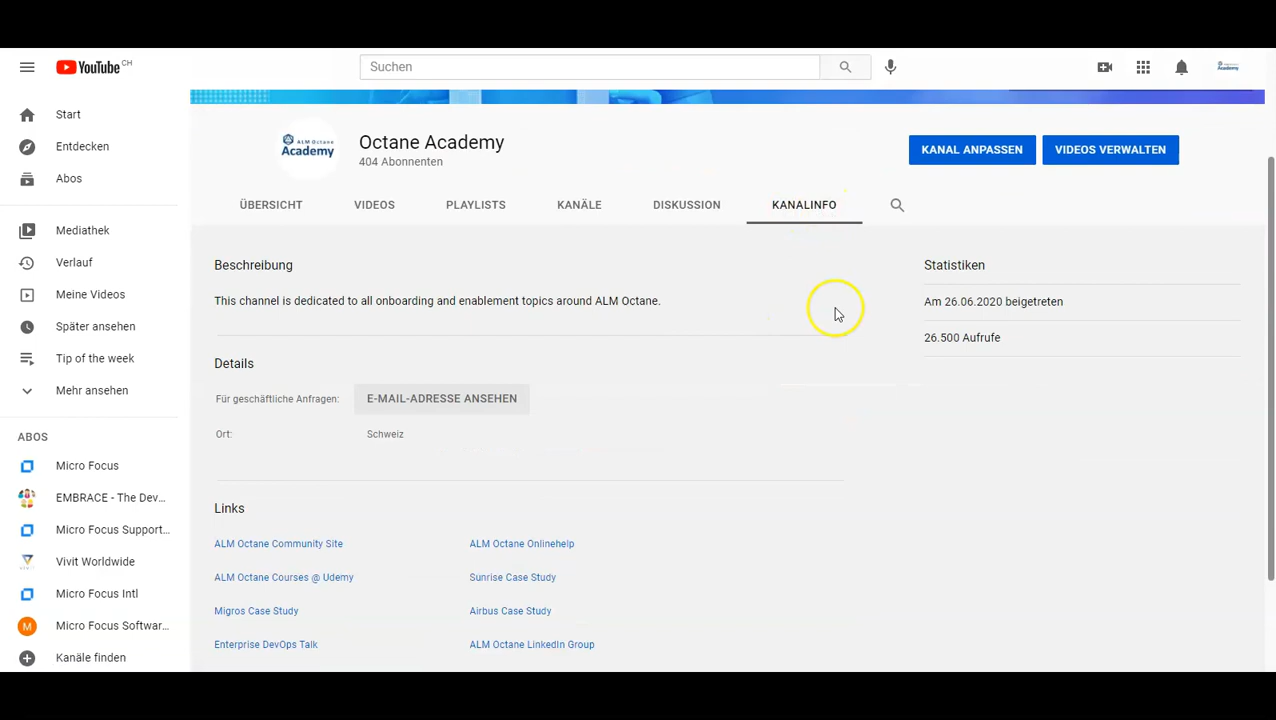 YouTube CH
Suchen
Start
Entdecken
Abos
Mediathek
Verlauf
Meine Videos
Später ansehen
Tip of the week
Mehr ansehen
ABOS
Micro Focus
EMBRACE - The Dev...
Micro Focus Support...
Vivit Worldwide
Micro Focus Intl
M
Micro Focus Softwar...
Kanäle finden
ALM Octane
Academy
Octane Academy
404 Abonnenten
KANAL ANPASSEN
VIDEOS VERWALTEN
ÜBERSICHT
VIDEOS
PLAYLISTS
KANÄLE
DISKUSSION
KANALINFO
Beschreibung
This channel is dedicated to all onboarding and enablement topics around ALM Octane.
Details
Für geschäftliche Anfragen:
E-MAIL-ADRESSE ANSEHEN
Ort:
Schweiz
Links
ALM Octane Community Site
ALM Octane Onlinehelp
ALM Octane Courses @ Udemy
Sunrise Case Study
Migros Case Study
Airbus Case Study
Enterprise DevOps Talk
ALM Octane LinkedIn Group
Statistiken
Am 26.06.2020 beigetreten
26.500 Aufrufe